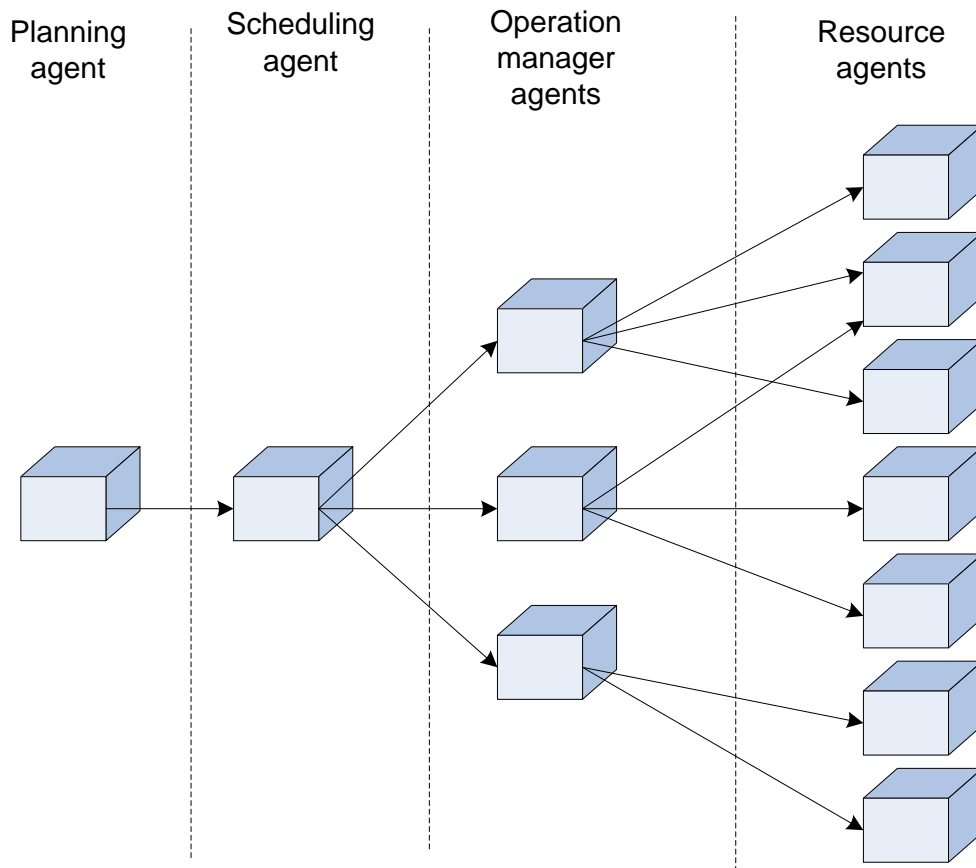 Planning
agent
Scheduling
agent
Operation
manager
agents
Resource
agents